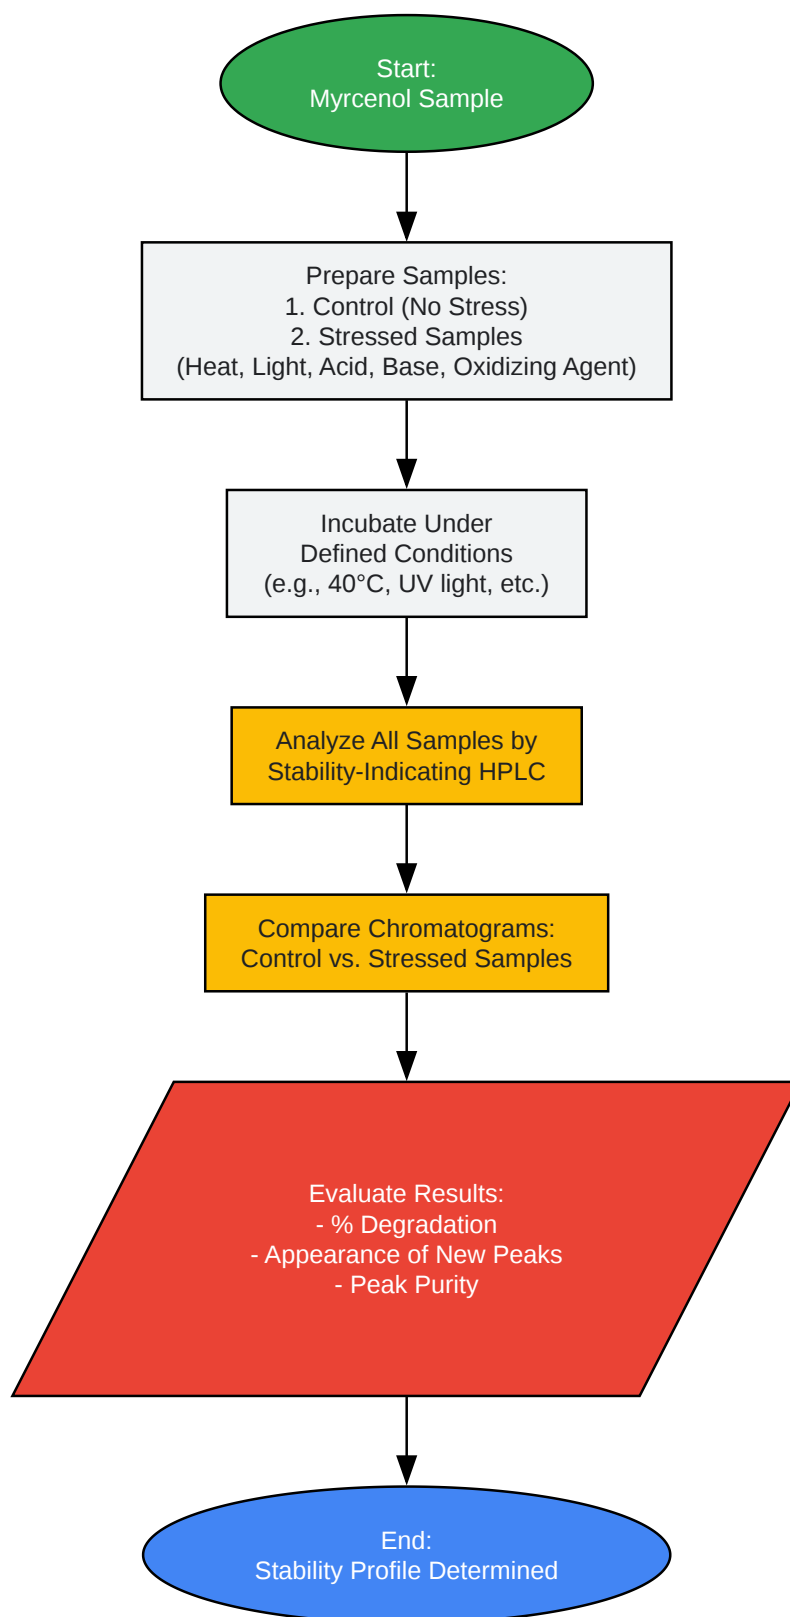 Start:
Myrcenol Sample
Prepare Samples:
1. Control (No Stress)
2. Stressed Samples
(Heat, Light, Acid, Base, Oxidizing Agent)
Incubate Under
Defined Conditions
(e.g., 40°C, UV light, etc.)
Analyze All Samples by
Stability-Indicating HPLC
Compare Chromatograms:
Control vs. Stressed Samples
Evaluate Results:
- % Degradation
- Appearance of New Peaks
- Peak Purity
End:
Stability Profile Determined